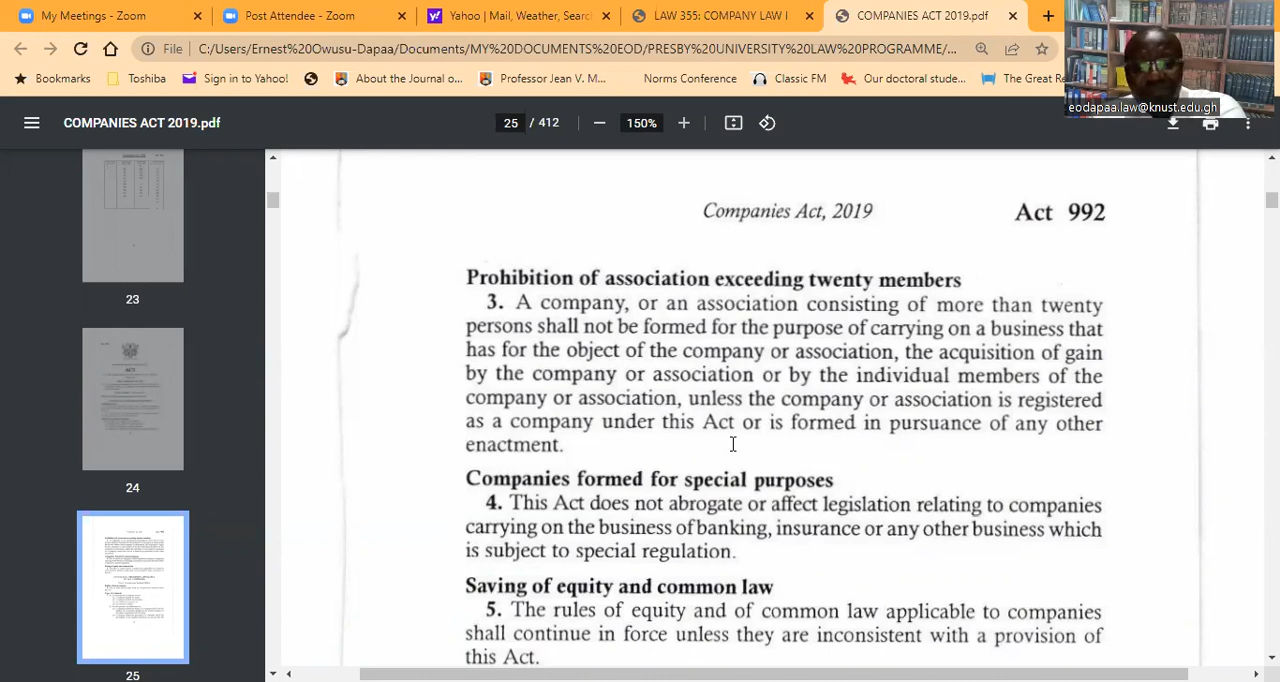 My Meetings - Zoom
Post Attendee - Zoom
Yahoo | Mail, Weather, Searc
LAW 355: COMPANY LAW I
COMPANIES ACT 2019.pdf
File
C:/Users/Ernest%20Owusu-Dapaa/Documents/MY%20DOCUMENTS%20EOD/PRESBY%20UNIVERSITY%20LAW%20PROGRAMME/...
Bookmarks
Toshiba
Sign in to Yahoo!
About the Journal o...
Professor Jean V. M...
Norms Conference
Classic FM
Our doctoral stude...
The Great Re
eodapaa.law@knust.edu.gh
COMPANIES ACT 2019.pdf
25 / 412
150%
23
24
25
Companies Act, 2019 Act 992
Prohibition of association exceeding twenty members
3. A company, or an association consisting of more than twenty
persons shall not be formed for the purpose of carrying on a business that
has for the object of the company or association, the acquisition of gain
by the company or association or by the individual members of the
company or association, unless the company or association is registered
as a company under this Act or is formed in pursuance of any other
enactment.
Companies formed for special purposes
4. This Act does not abrogate or affect legislation relating to companies
carrying on the business of banking, insurance or any other business which
is subject to special regulation.
Saving of equity and common law
5. The rules of equity and of common law applicable to companies
shall continue in force unless they are inconsistent with a provision of
this Act.